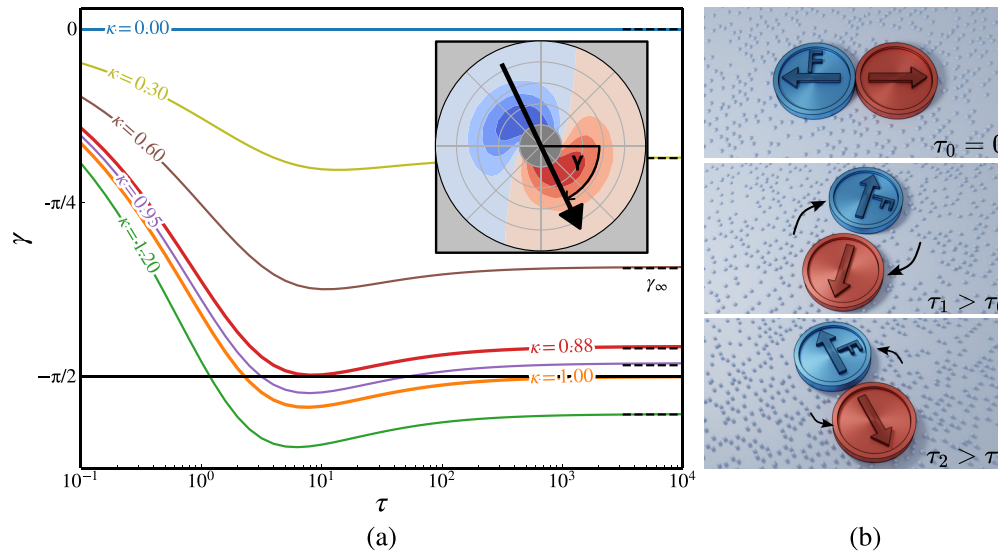 0
-π/4
−π/2
γ
κ=0.00
κ=0.30
κ=0.60
κ=0.95
κ=1.20
κ=0.88
κ=1.00
γ∞
γ
10⁻¹
10⁰
10¹
10²
10³
10⁴
τ
(a)
F
τ₀ = 0
F
τ₁ > τ₀
F
τ₂ > τ
(b)